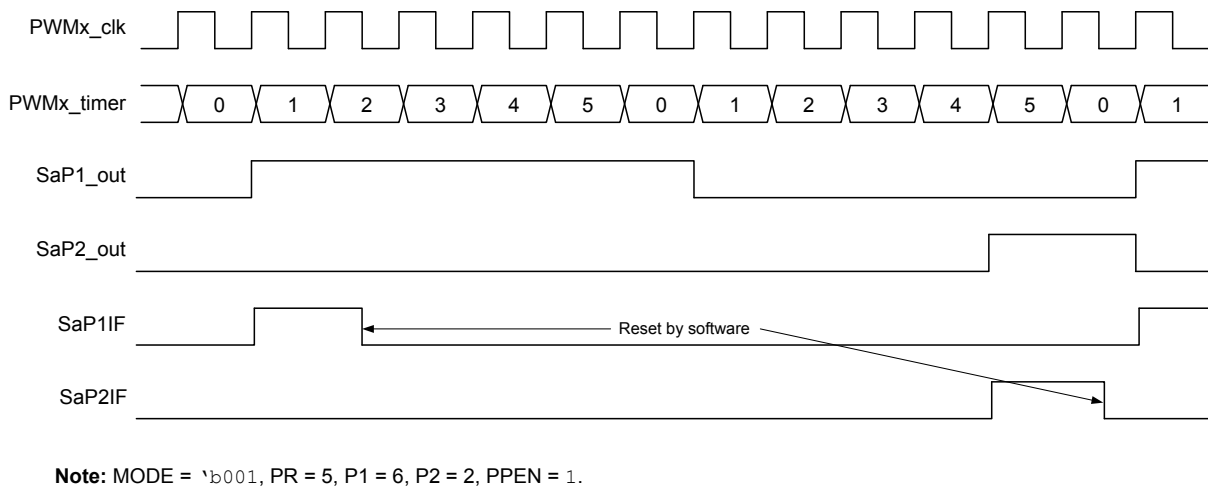 PWMx_clk
PWMx_timer 0 1 2 3 4 5 0 1 2 3 4 5 0 1
SaP1_out
SaP2_out
SaP1IF
Reset by software
SaP2IF
Note: MODE = ‘b001, PR = 5, P1 = 6, P2 = 2, PPEN = 1.